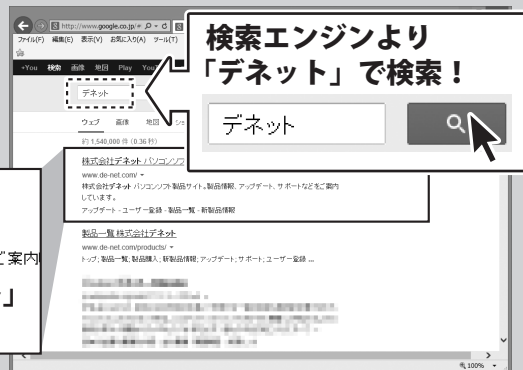 http://www.google.co.jp/#
ファイル(F) 編集(E) 表示(V) お気に入り(A) ツール(T)
+You 検索 画像 地図 Play
デネット
ウェブ 画像 地図
約 1,540,000 件 (0.36 秒)
検索エンジンより
「デネット」で検索！
デネット
株式会社デネット パソコンソフ
www.de-net.com/
株式会社デネット パソコンソフト製品サイト。製品情報、アップデート、サポートなどをご案内
しています。
アップデート - ユーザー登録 - 製品一覧 - 新製品情報
製品一覧 株式会社デネット
www.de-net.com/products/
トップ; 製品一覧; 製品購入; 新製品情報; アップデート; サポート; ユーザー登録 ...
ご案内
」
100%